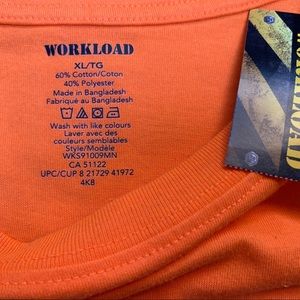 WORKLOAD
XL/TG
60% Cotton/Coton
40% Polyester
Made in Bangladesh
Fabriqué au Bangladesh
Wash with like colours
Laver avec des
couleurs semblables
Style/Modèle
WKS91009MN
CA 51122
UPC/CUP 8 21729 41972
4KB
WORKLOAD